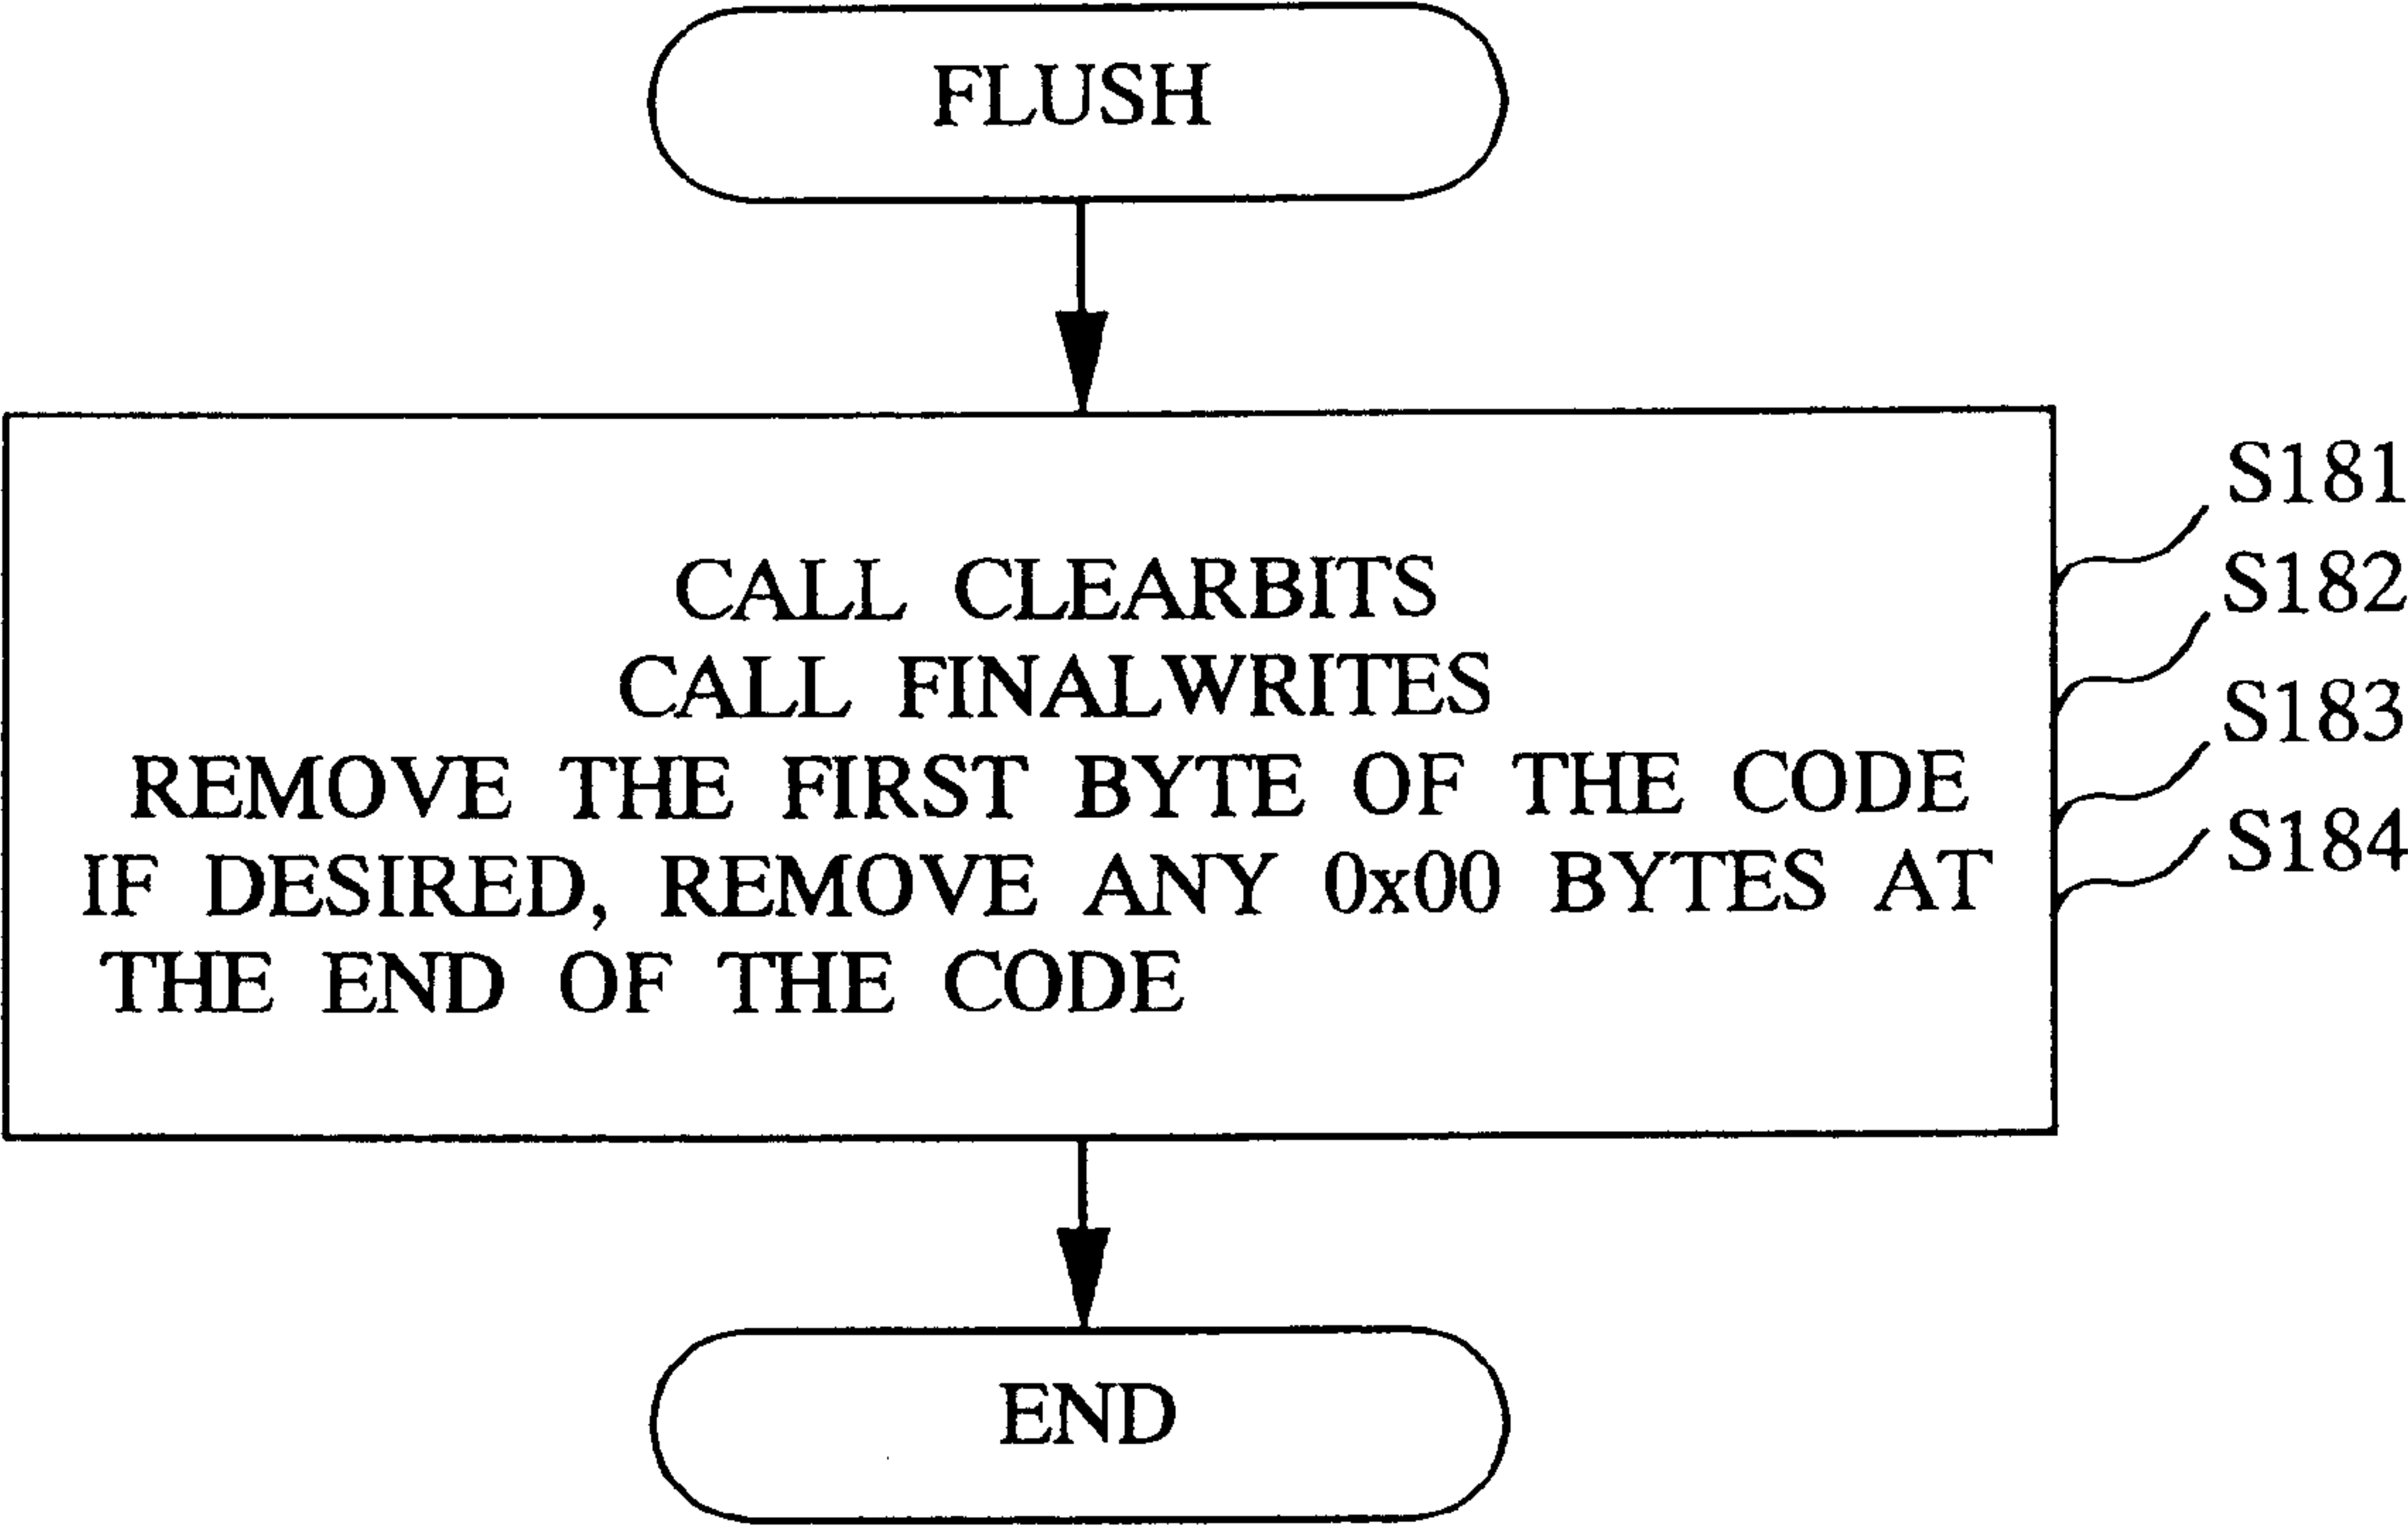 FLUSH
S181
CALL CLEARBITS
S182
CALL FINALWRITES
S183
REMOVE THE FIRST BYTE OF THE CODE
S184
IF DESIRED, REMOVE ANY 0x00 BYTES AT
THE END OF THE CODE
END